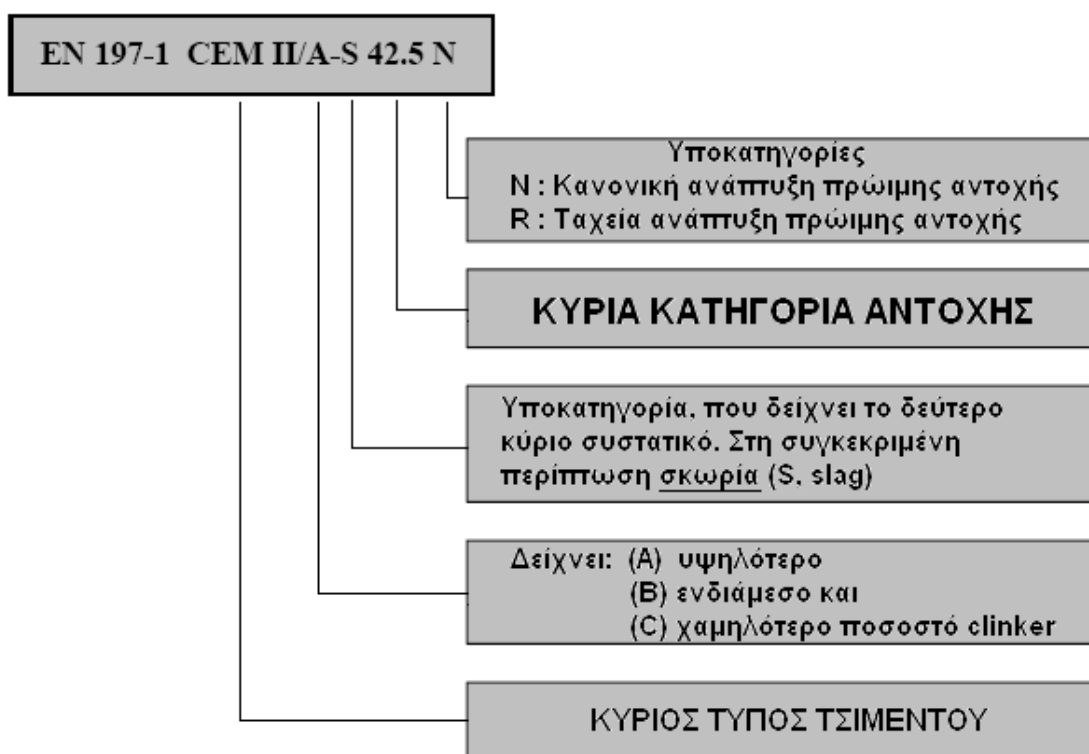 EN 197-1 CEM II/A-S 42.5 N
Υποκατηγορίες
N : Κανονική ανάπτυξη πρώιμης αντοχής
R : Ταχεία ανάπτυξη πρώιμης αντοχής
ΚΥΡΙΑ ΚΑΤΗΓΟΡΙΑ ΑΝΤΟΧΗΣ
Υποκατηγορία, που δείχνει το δεύτερο
κύριο συστατικό. Στη συγκεκριμένη
περίπτωση σκωρία (S, slag)
Δείχνει: (A) υψηλότερο
(B) ενδιάμεσο και
(C) χαμηλότερο ποσοστό clinker
ΚΥΡΙΟΣ ΤΥΠΟΣ ΤΣΙΜΕΝΤΟΥ